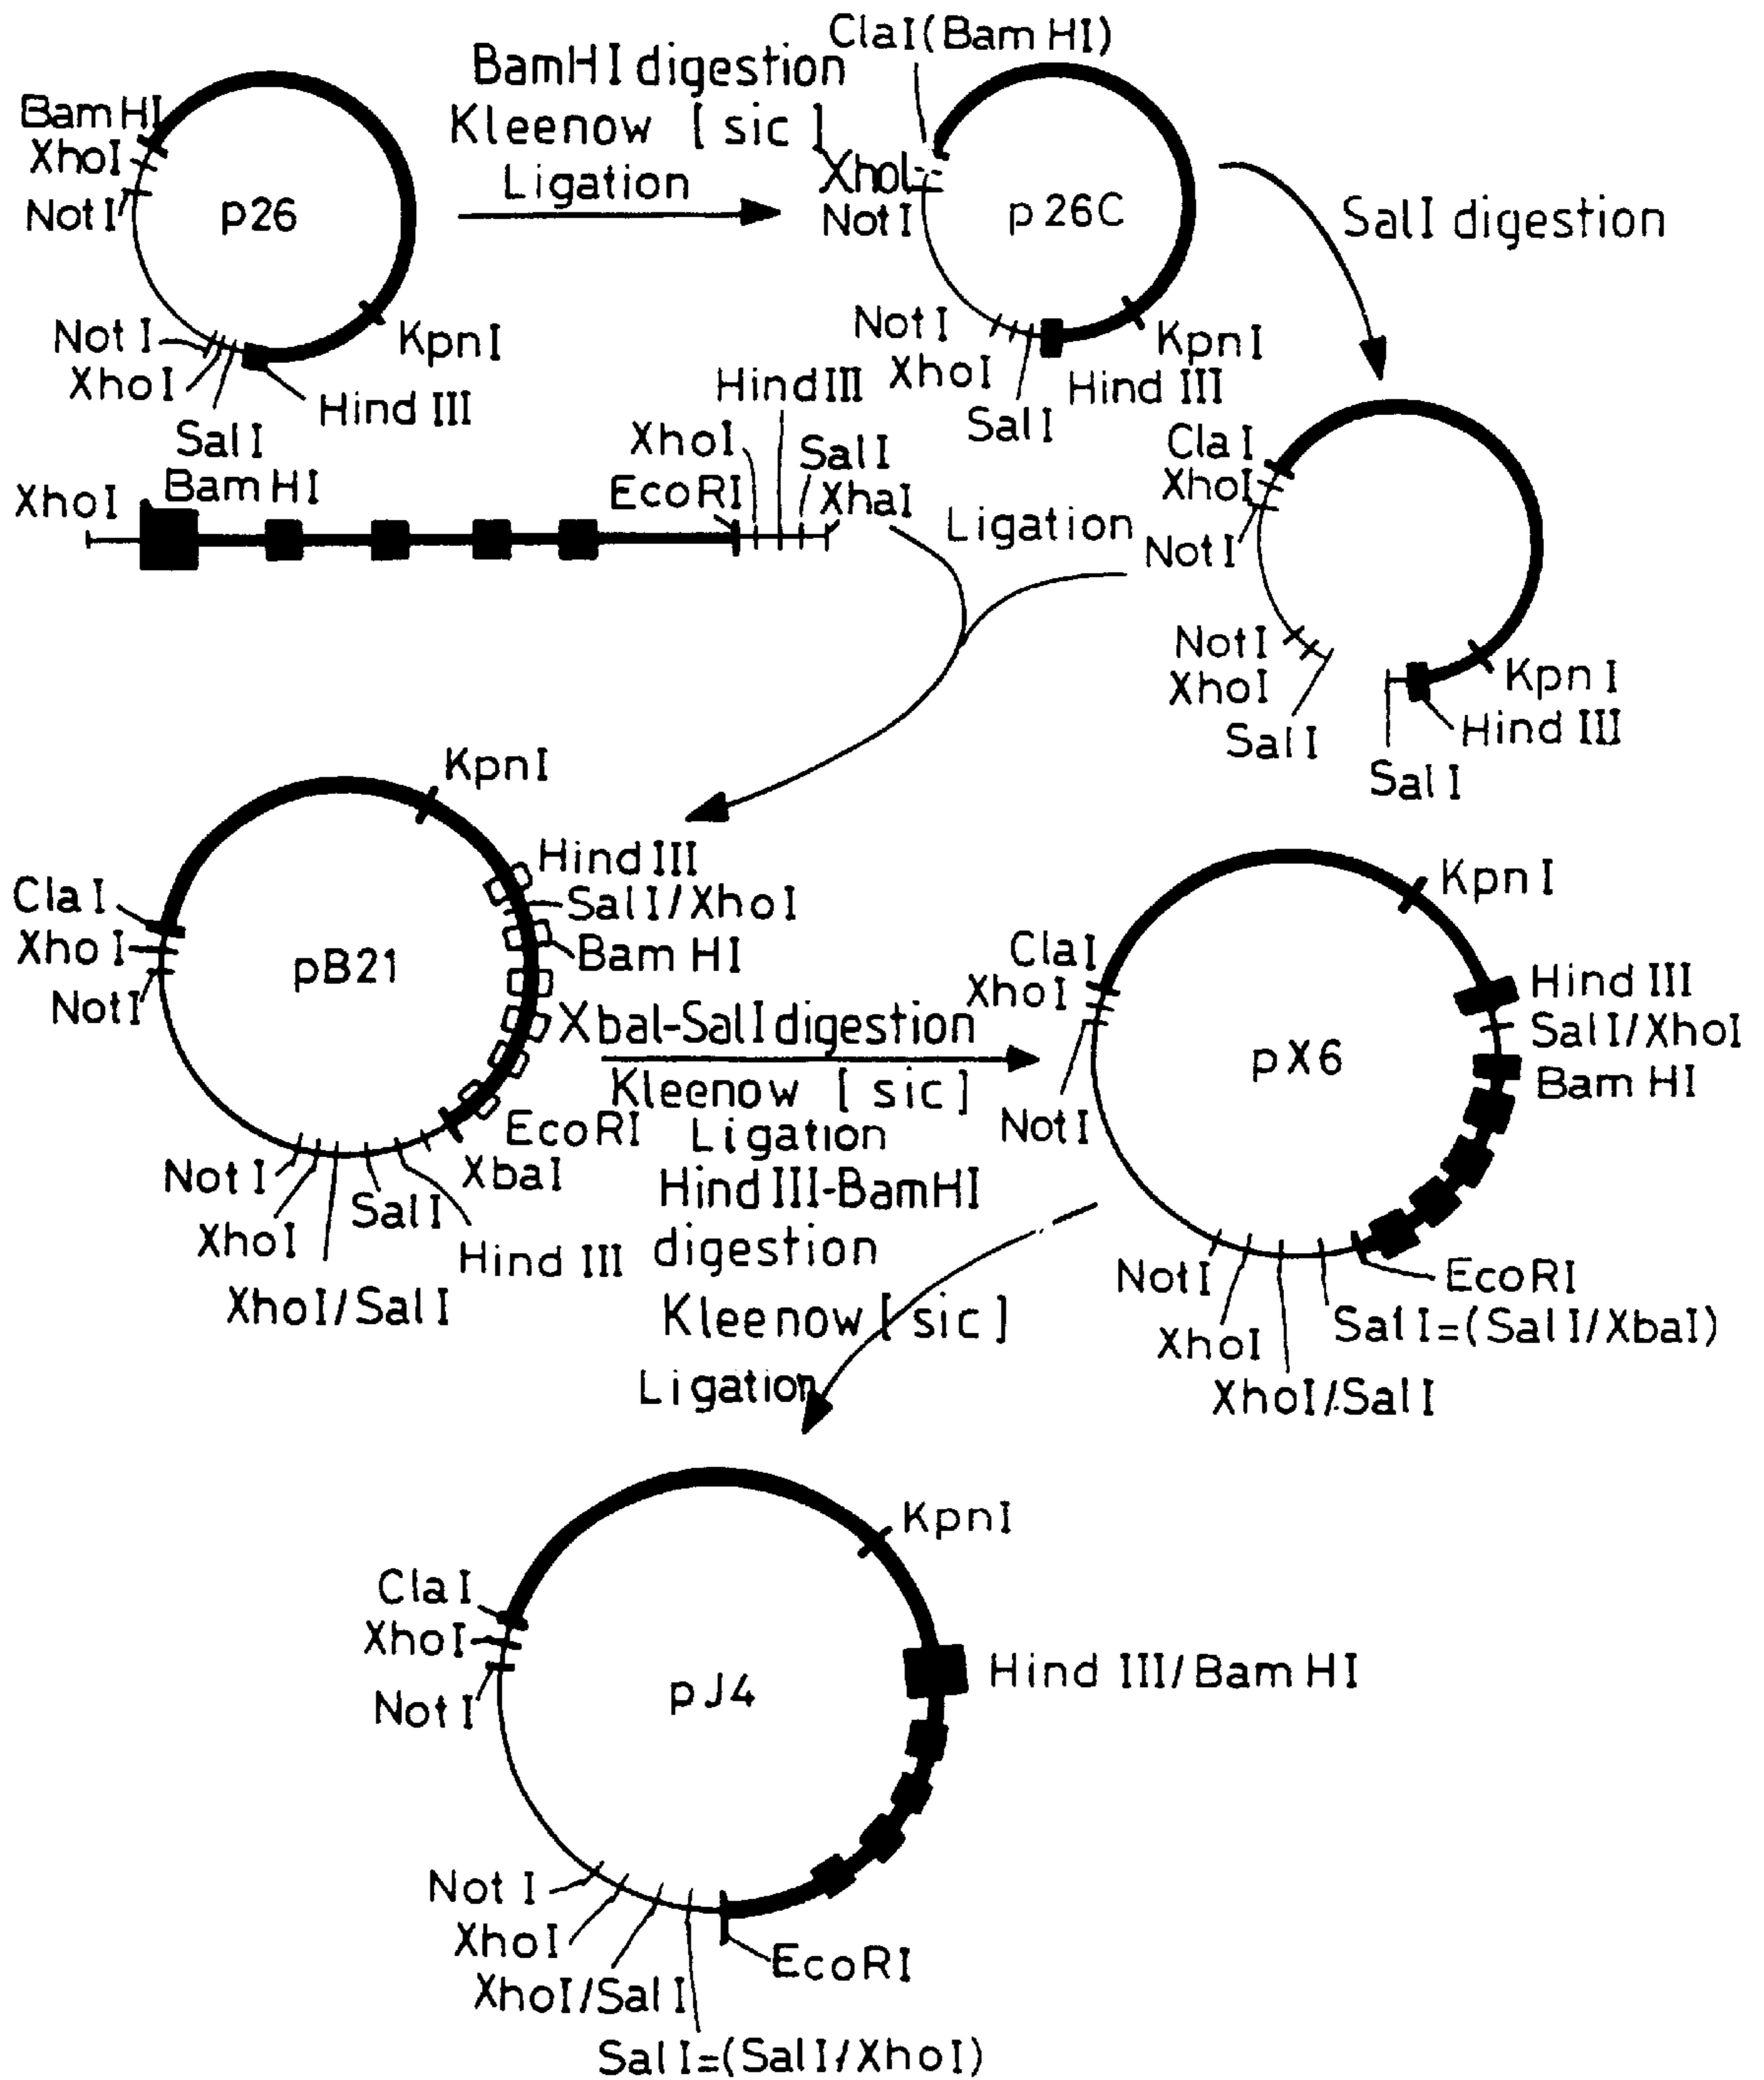 BamHI
XhoI
NotI
p26
NotI
XhoI
SalI
HindIII
KpnI
BamHI digestion
Kleenow [sic]
Ligation
ClaI(BamHI)
XhoI
NotI
p26C
NotI
XhoI
SalI
HindIII
KpnI
SalI digestion
XhoI
BamHI
EcoRI
XhoI
HindIII
SalI
XhaI
Ligation
ClaI
XhoI
NotI
NotI
XhoI
SalI
SalI
HindIII
KpnI
KpnI
HindIII
SalI/XhoI
BamHI
ClaI
XhoI
NotI
pB21
EcoRI
XbaI
HindIII
SalI
XhoI/SalI
XhoI
NotI
XbaI-SalI digestion
Kleenow [sic]
Ligation
HindIII-BamHI
digestion
Kleenow [sic]
Ligation
KpnI
HindIII
SalI/XhoI
BamHI
ClaI
XhoI
NotI
pX6
NotI
XhoI
XhoI/SalI
SalI=(SalI/XbaI)
EcoRI
KpnI
HindIII/BamHI
ClaI
XhoI
NotI
pJ4
NotI
XhoI
XhoI/SalI
SalI=(SalI/XhoI)
EcoRI